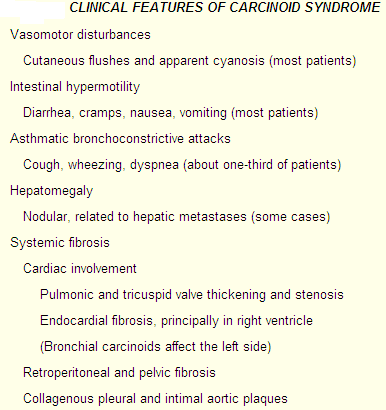 CLINICAL FEATURES OF CARCINOID SYNDROME
Vasomotor disturbances
Cutaneous flushes and apparent cyanosis (most patients)
Intestinal hypermotility
Diarrhea, cramps, nausea, vomiting (most patients)
Asthmatic bronchoconstrictive attacks
Cough, wheezing, dyspnea (about one-third of patients)
Hepatomegaly
Nodular, related to hepatic metastases (some cases)
Systemic fibrosis
Cardiac involvement
Pulmonic and tricuspid valve thickening and stenosis
Endocardial fibrosis, principally in right ventricle
(Bronchial carcinoids affect the left side)
Retroperitoneal and pelvic fibrosis
Collagenous pleural and intimal aortic plaques